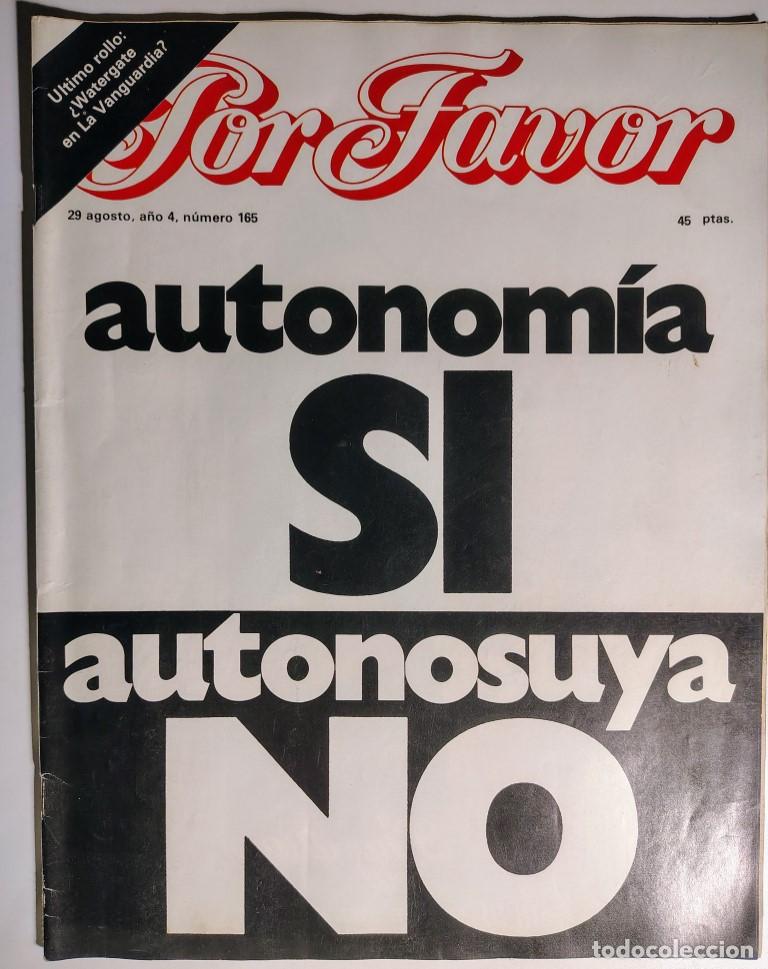 Ultimo rollo:
¿Watergate
en La Vanguardia?
Por Favor
29 agosto, año 4, número 165
45 ptas.
autonomía
SI
autonosuya
NO
todocoleccion